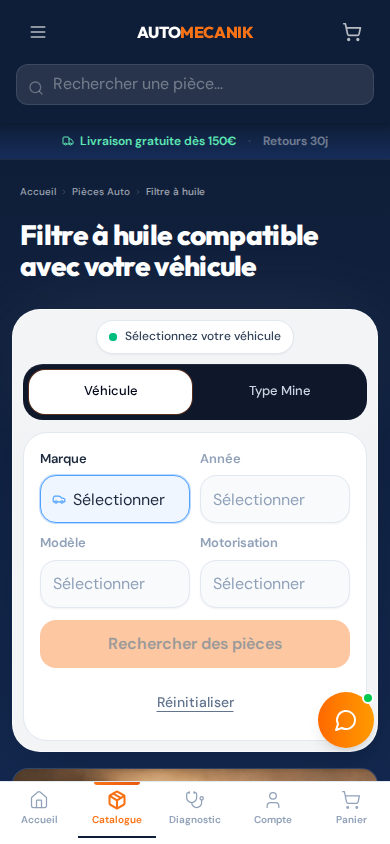 AUTOMECANIK
Rechercher une pièce...
Livraison gratuite dès 150€ · Retours 30j
Accueil › Pièces Auto › Filtre à huile
Filtre à huile compatible
avec votre véhicule
Sélectionnez votre véhicule
Véhicule Type Mine
Marque Année
Sélectionner Sélectionner
Modèle Motorisation
Sélectionner Sélectionner
Rechercher des pièces
Réinitialiser
Accueil Catalogue Diagnostic Compte Panier